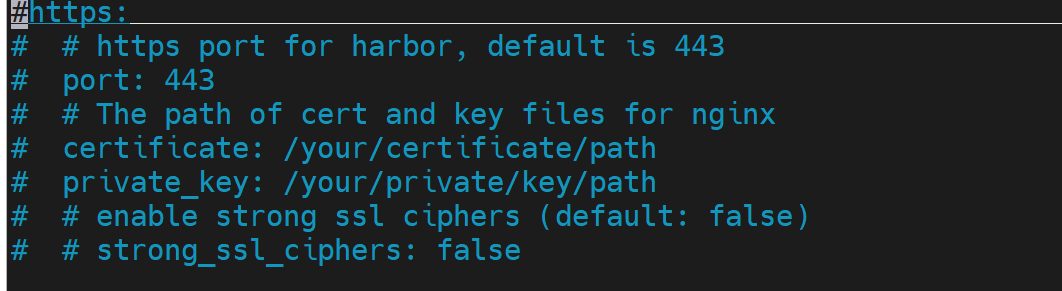 #https:
#  # https port for harbor, default is 443
#  port: 443
#  # The path of cert and key files for nginx
#  certificate: /your/certificate/path
#  private_key: /your/private/key/path
#  # enable strong ssl ciphers (default: false)
#  # strong_ssl_ciphers: false